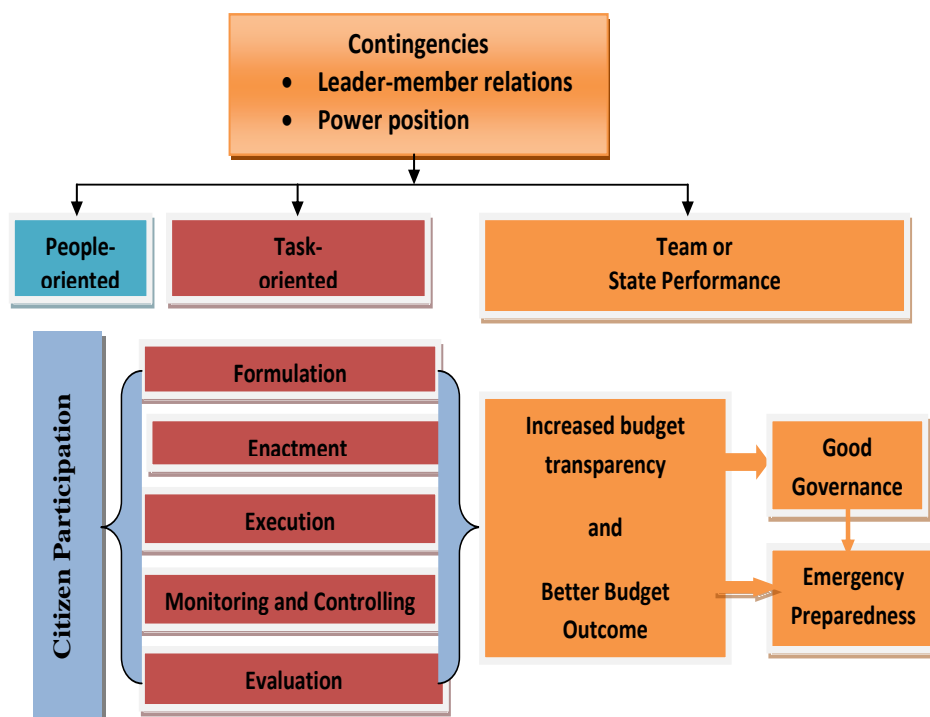 Contingencies
• Leader-member relations
• Power position
People-
oriented
Task-
oriented
Team or
State Performance
Citizen Participation
Formulation
Enactment
Execution
Monitoring and Controlling
Evaluation
Increased budget
transparency
and
Better Budget
Outcome
Good
Governance
Emergency
Preparedness